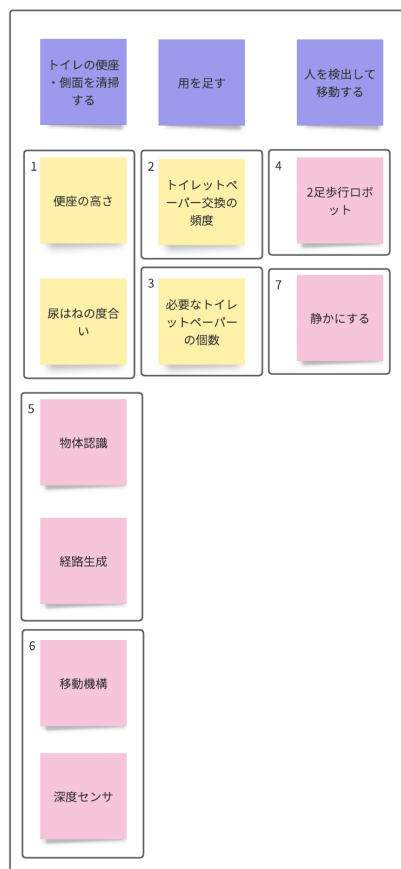 トイレの便座
・側面を清掃
する
用を足す
人を検出して
移動する
1
便座の高さ
尿はねの度合
い
2
トイレットペ
ーパー交換の
頻度
3
必要なトイレ
ットペーパー
の個数
4
2足歩行ロボ
ット
7
静かにする
5
物体認識
経路生成
6
移動機構
深度センサ